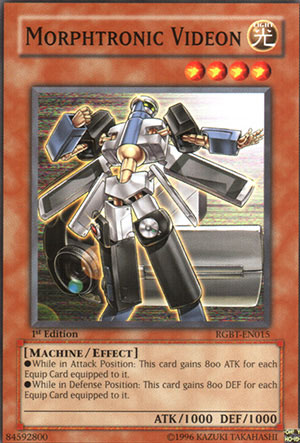 MORPHTRONIC VIDEON
LIGHT
光
1st Edition
RGBT-EN015
[MACHINE / EFFECT]
●While in Attack Position: This card gains 800 ATK for each
Equip Card equipped to it.
●While in Defense Position: This card gains 800 DEF for each
Equip Card equipped to it.
ATK/1000 DEF/1000
84592800
©1996 KAZUKI TAKAHASHI